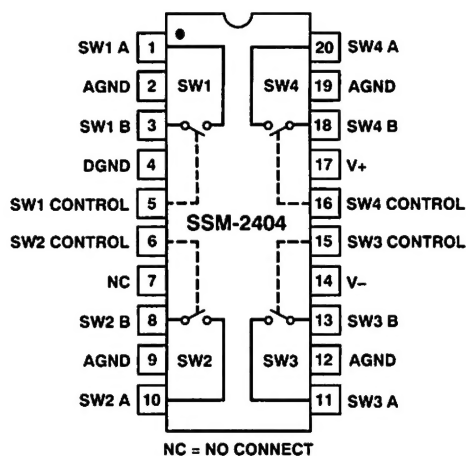 SW1 A 1 20 SW4 A
AGND 2 SW1 SW4 19 AGND
SW1 B 3 18 SW4 B
DGND 4 17 V+
SW1 CONTROL 5 16 SW4 CONTROL
SSM-2404
SW2 CONTROL 6 15 SW3 CONTROL
NC 7 14 V–
SW2 B 8 13 SW3 B
AGND 9 SW2 SW3 12 AGND
SW2 A 10 11 SW3 A
NC = NO CONNECT